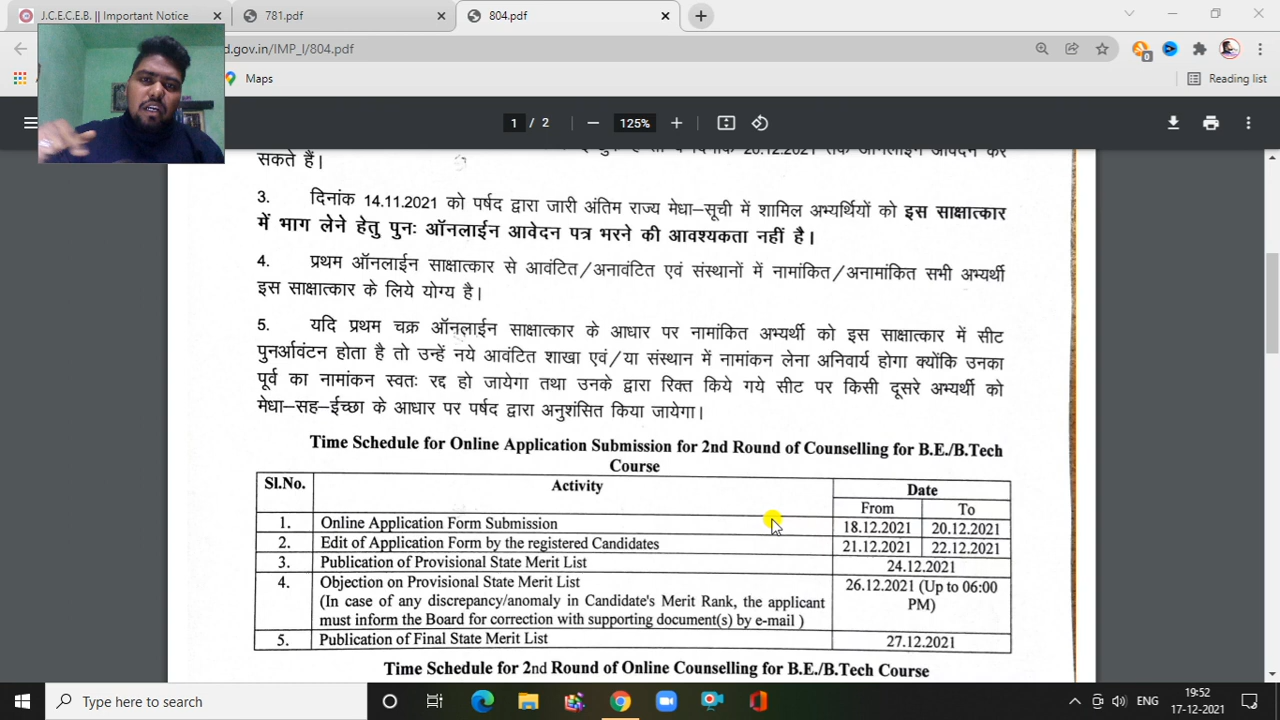 J.C.E.C.E.B. || Important Notice
781.pdf
804.pdf
d.gov.in/IMP_I/804.pdf
0
Maps
Reading list
1 / 2
125%
20.12.2021 तक ऑनलाईन आवेदन कर
सकते हैं।
3. दिनांक 14.11.2021 को पर्षद द्वारा जारी अंतिम राज्य मेधा–सूची में शामिल अभ्यर्थियों को इस साक्षात्कार
में भाग लेने हेतु पुनः ऑनलाईन आवेदन पत्र भरने की आवश्यकता नहीं है।
4. प्रथम ऑनलाईन साक्षात्कार से आवंटित/अनावंटित एवं संस्थानों में नामांकित/अनामांकित सभी अभ्यर्थी
इस साक्षात्कार के लिये योग्य है।
5. यदि प्रथम चक्र ऑनलाईन साक्षात्कार के आधार पर नामांकित अभ्यर्थी को इस साक्षात्कार में सीट
पुनर्आवंटन होता है तो उन्हें नये आवंटित शाखा एवं/या संस्थान में नामांकन लेना अनिवार्य होगा क्योंकि उनका
पूर्व का नामांकन स्वतः रद्द हो जायेगा तथा उनके द्वारा रिक्त किये गये सीट पर किसी दूसरे अभ्यर्थी को
मेधा–सह–ईच्छा के आधार पर पर्षद द्वारा अनुशंसित किया जायेगा।
Time Schedule for Online Application Submission for 2nd Round of Counselling for B.E./B.Tech
Course
Sl.No. Activity Date
From To
1. Online Application Form Submission 18.12.2021 20.12.2021
2. Edit of Application Form by the registered Candidates 21.12.2021 22.12.2021
3. Publication of Provisional State Merit List 24.12.2021
4. Objection on Provisional State Merit List 26.12.2021 (Up to 06:00
(In case of any discrepancy/anomaly in Candidate's Merit Rank, the applicant PM)
must inform the Board for correction with supporting document(s) by e-mail )
5. Publication of Final State Merit List 27.12.2021
Time Schedule for 2nd Round of Online Counselling for B.E./B.Tech Course
Type here to search
ENG
19:52
17-12-2021